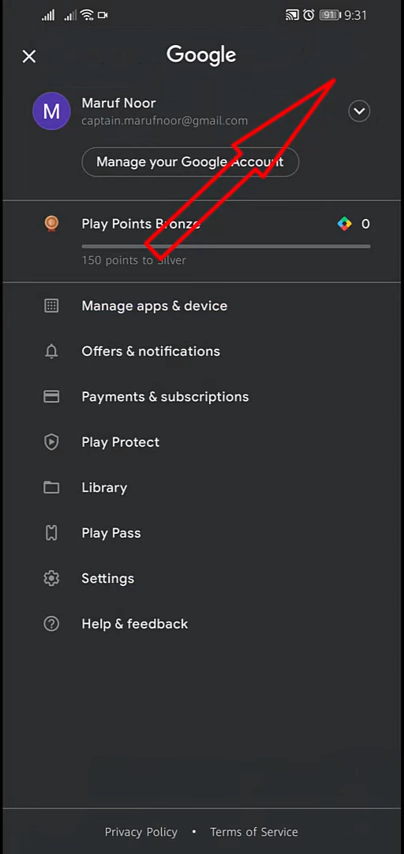 91 9:31
Google
M
Maruf Noor
captain.marufnoor@gmail.com
Manage your Google Account
Play Points Bronze
0
150 points to Silver
Manage apps & device
Offers & notifications
Payments & subscriptions
Play Protect
Library
Play Pass
Settings
Help & feedback
Privacy Policy • Terms of Service